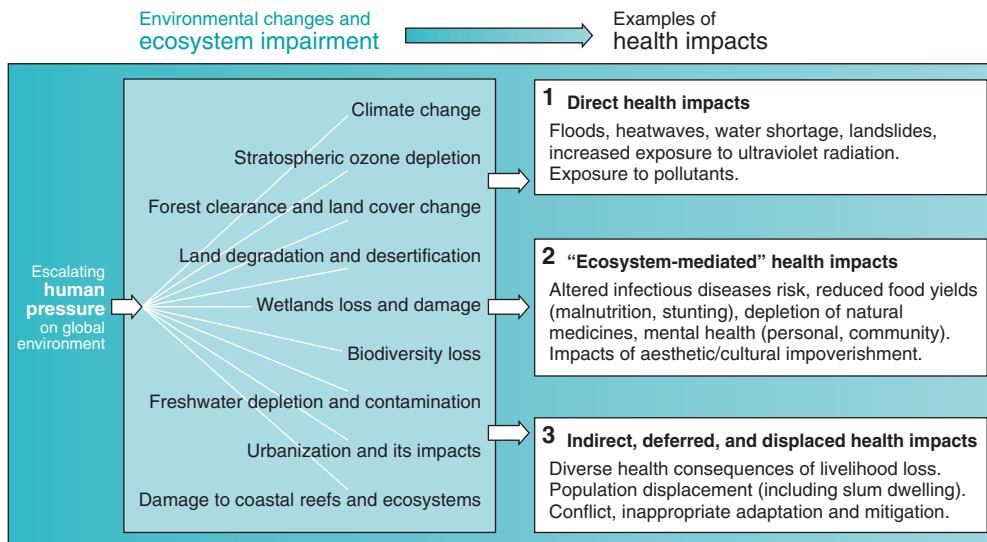 Environmental changes and
ecosystem impairment
Examples of
health impacts
Escalating
human
pressure
on global
environment
Climate change
Stratospheric ozone depletion
Forest clearance and land cover change
Land degradation and desertification
Wetlands loss and damage
Biodiversity loss
Freshwater depletion and contamination
Urbanization and its impacts
Damage to coastal reefs and ecosystems
1 Direct health impacts
Floods, heatwaves, water shortage, landslides,
increased exposure to ultraviolet radiation.
Exposure to pollutants.
2 “Ecosystem-mediated” health impacts
Altered infectious diseases risk, reduced food yields
(malnutrition, stunting), depletion of natural
medicines, mental health (personal, community).
Impacts of aesthetic/cultural impoverishment.
3 Indirect, deferred, and displaced health impacts
Diverse health consequences of livelihood loss.
Population displacement (including slum dwelling).
Conflict, inappropriate adaptation and mitigation.